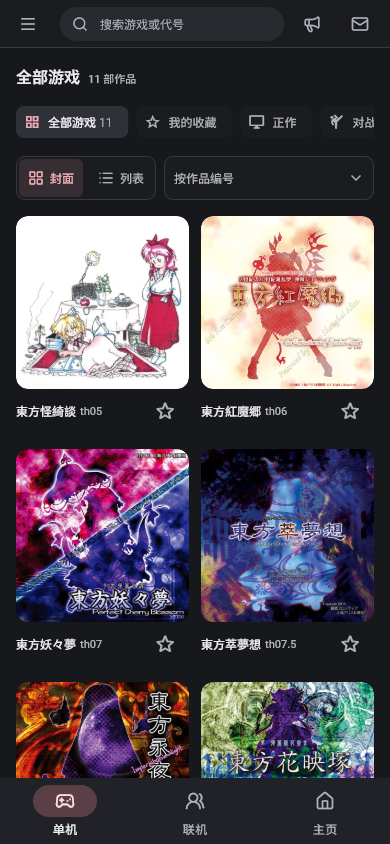 搜索游戏或代号
全部游戏 11 部作品
全部游戏 11
我的收藏
正作
对战
封面
列表
按作品编号
東方紅魔郷
東方怪綺談 th05
東方紅魔郷 th06
東方妖々夢
Perfect Cherry Blossom
東方萃夢想
東方妖々夢 th07
東方萃夢想 th07.5
東方永夜
東方花映塚
单机
联机
主页